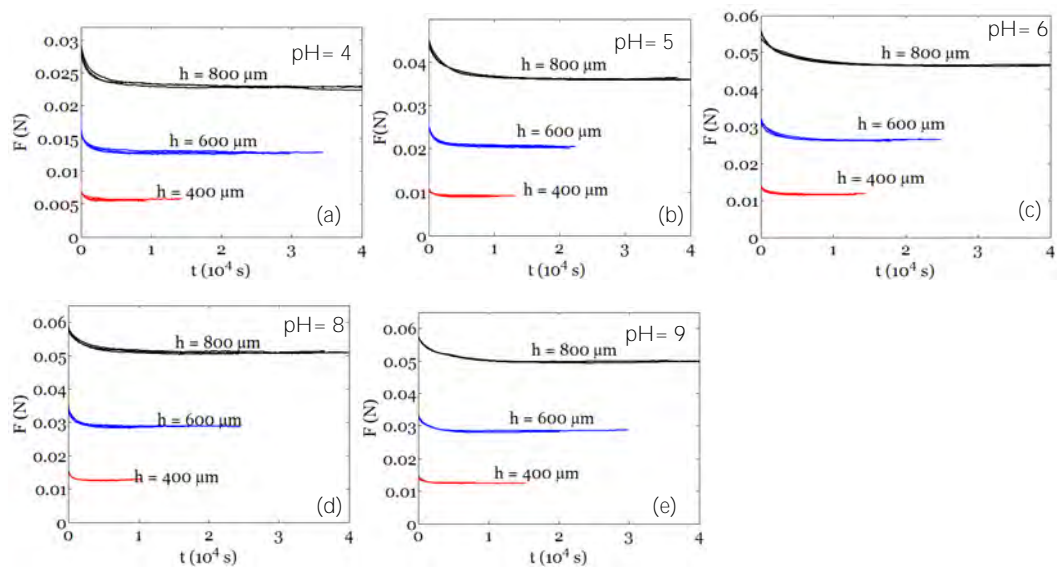 pH= 4
0.03
0.025
0.02
0.015
0.01
0.005
0
F (N)
h = 800 µm
h = 600 µm
h = 400 µm
(a)
0 1 2 3 4
t (10⁴ s)
pH= 5
0.04
0.03
0.02
0.01
0
F(N)
h = 800 µm
h = 600 µm
h = 400 µm
(b)
0 1 2 3 4
t (10⁴ s)
pH= 6
0.06
0.05
0.04
0.03
0.02
0.01
0
F (N)
h = 800 µm
h = 600 µm
h = 400 µm
(c)
0 1 2 3 4
t (10⁴ s)
pH= 8
0.06
0.05
0.04
0.03
0.02
0.01
0
F (N)
h = 800 µm
h = 600 µm
h = 400 µm
(d)
0 1 2 3 4
t (10⁴ s)
pH= 9
0.06
0.05
0.04
0.03
0.02
0.01
0
F (N)
h = 800 µm
h = 600 µm
h = 400 µm
(e)
0 1 2 3 4
t (10⁴ s)